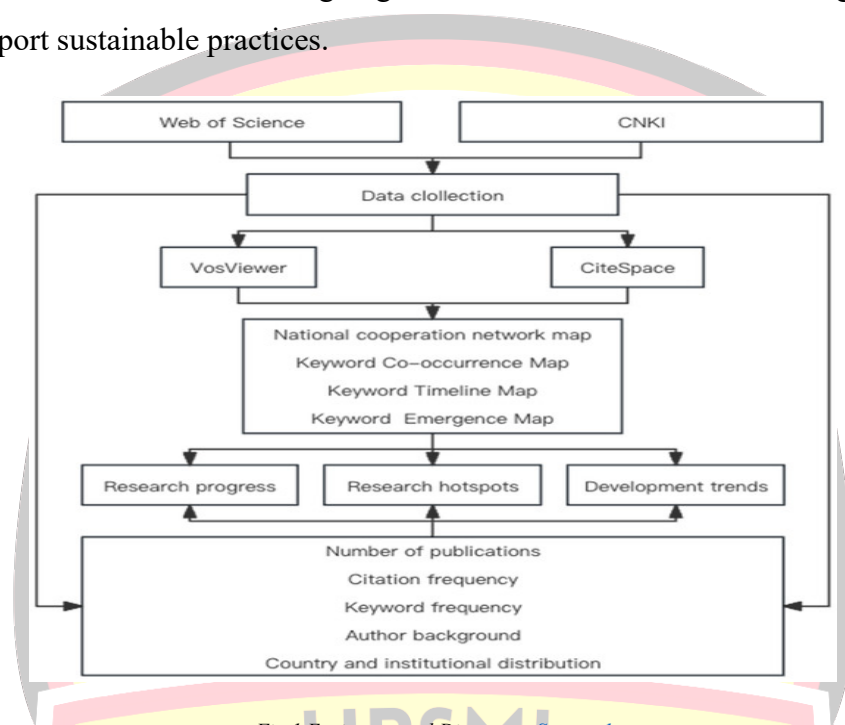 port sustainable practices.
Web of Science
CNKI
Data clollection
VosViewer
CiteSpace
National cooperation network map
Keyword Co-occurrence Map
Keyword Timeline Map
Keyword Emergence Map
Research progress
Research hotspots
Development trends
Number of publications
Citation frequency
Keyword frequency
Author background
Country and institutional distribution